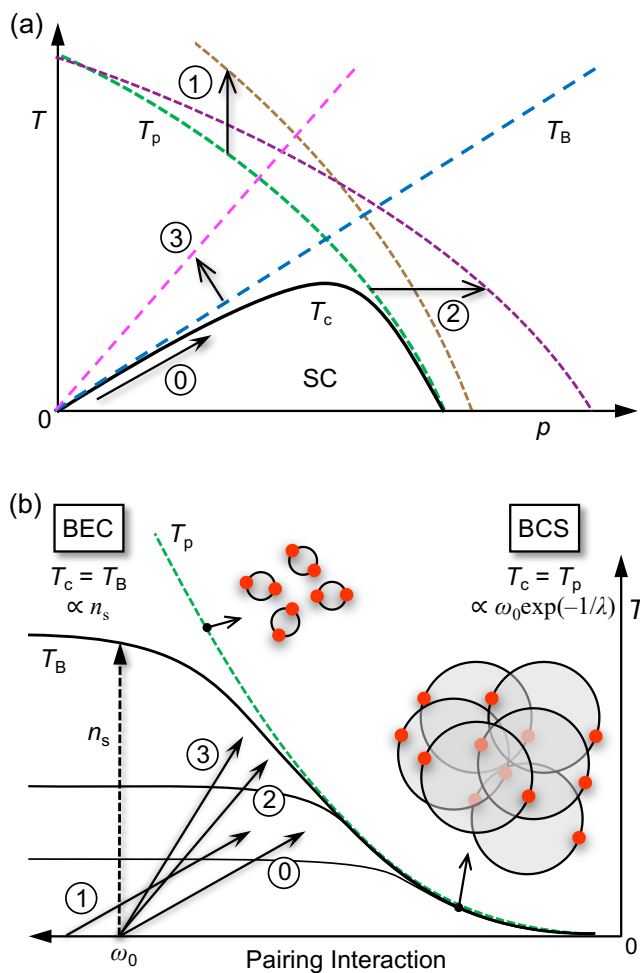 (a)
T
①
Tp
TB
③
②
Tc
⓪
SC
0
p
(b)
BEC
Tp
BCS
Tc = TB
Tc = Tp
T
∝ ns
∝ ω0exp(−1/λ)
TB
ns
③
②
⓪
①
0
ω0
Pairing Interaction